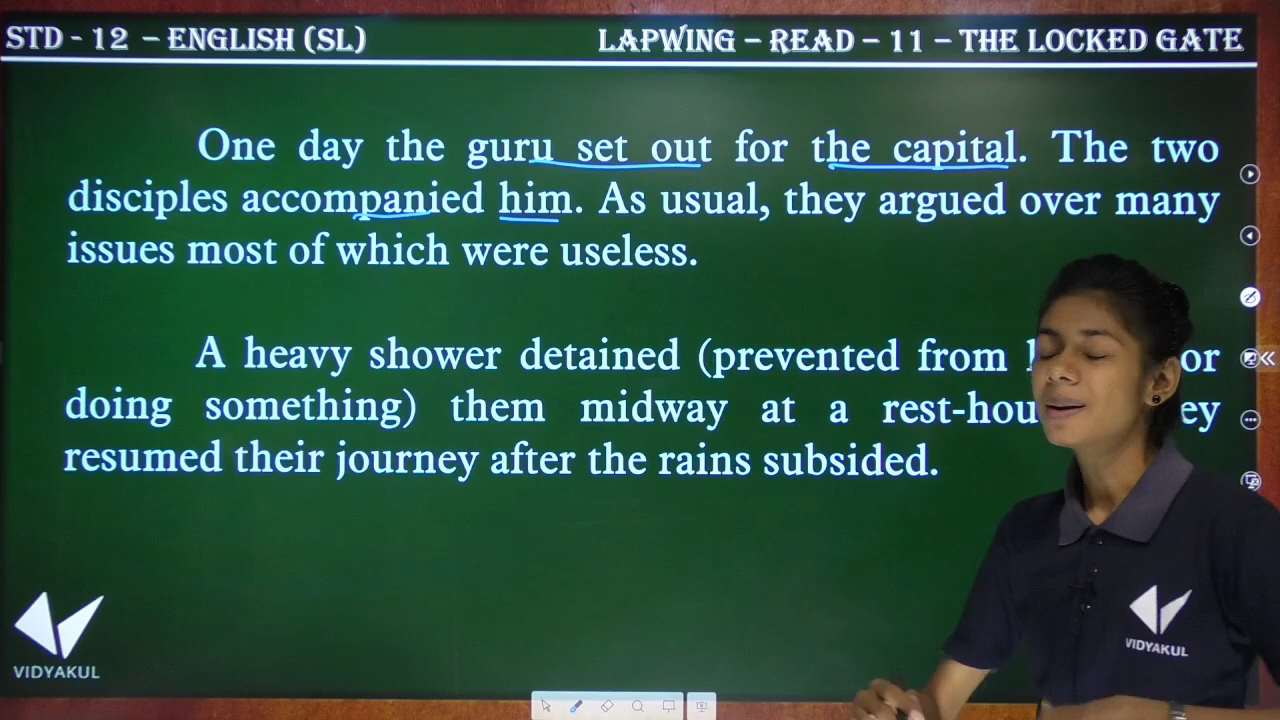 STD - 12 – ENGLISH (SL) LAPWING – READ – 11 – THE LOCKED GATE
One day the guru set out for the capital. The two
disciples accompanied him. As usual, they argued over many
issues most of which were useless.
A heavy shower detained (prevented from or
doing something) them midway at a
resumed their journey after the rains subsided.
VIDYAKUL
VIDYAKUL